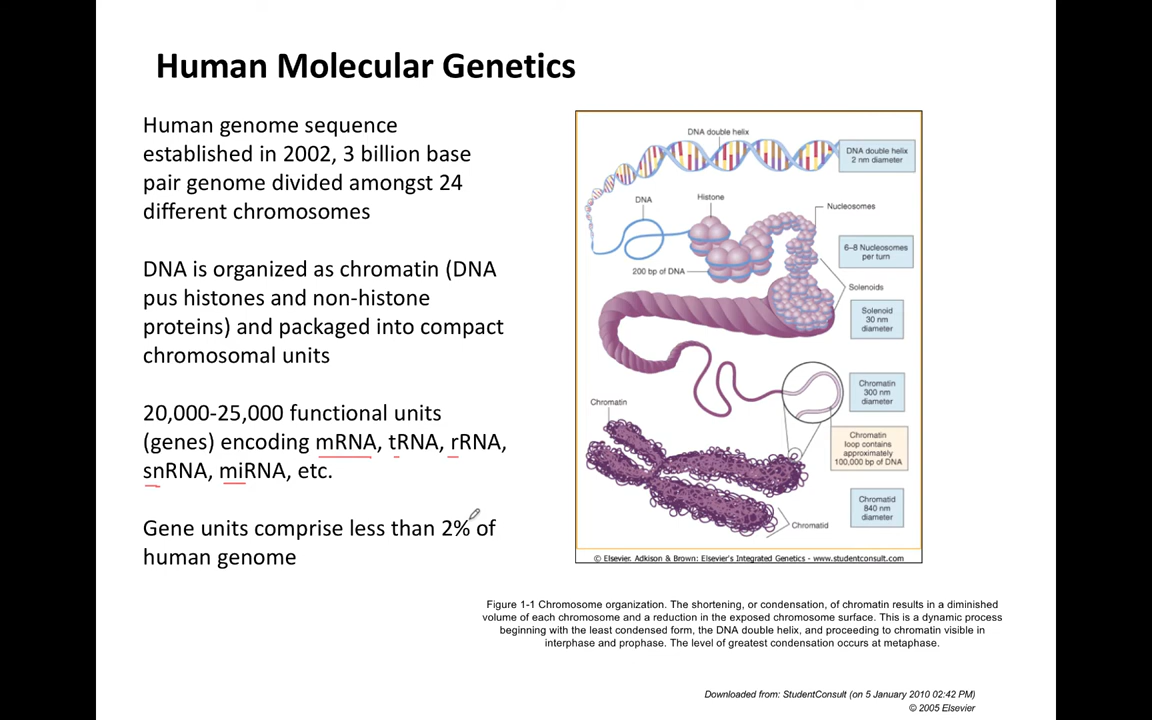 Human Molecular Genetics
Human genome sequence
established in 2002, 3 billion base
pair genome divided amongst 24
different chromosomes
DNA is organized as chromatin (DNA
pus histones and non-histone
proteins) and packaged into compact
chromosomal units
20,000-25,000 functional units
(genes) encoding mRNA, tRNA, rRNA,
snRNA, miRNA, etc.
Gene units comprise less than 2% of
human genome
DNA double helix
DNA double helix
2 nm diameter
DNA
Histone
Nucleosomes
6–8 Nucleosomes
per turn
200 bp of DNA
Solenoids
Solenoid
30 nm
diameter
Chromatin
300 nm
diameter
Chromatin
Chromatin
loop contains
approximately
100,000 bp of DNA
Chromatid
840 nm
diameter
Chromatid
© Elsevier. Adkison & Brown: Elsevier's Integrated Genetics - www.studentconsult.com
Figure 1-1 Chromosome organization. The shortening, or condensation, of chromatin results in a diminished
volume of each chromosome and a reduction in the exposed chromosome surface. This is a dynamic process
beginning with the least condensed form, the DNA double helix, and proceeding to chromatin visible in
interphase and prophase. The level of greatest condensation occurs at metaphase.
Downloaded from: StudentConsult (on 5 January 2010 02:42 PM)
© 2005 Elsevier